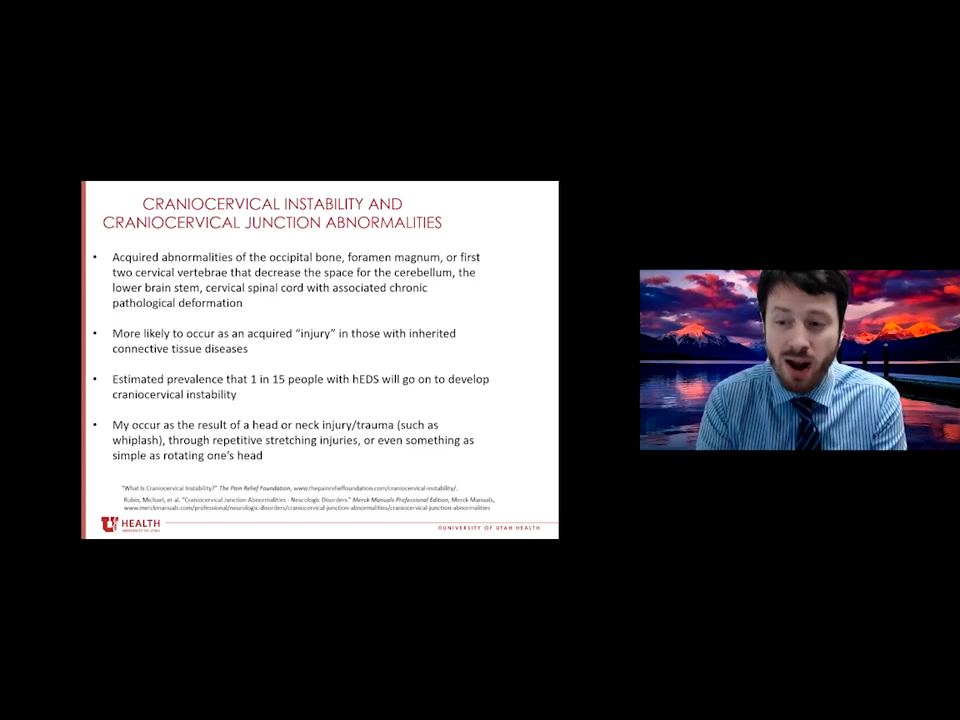 CRANIOCERVICAL INSTABILITY AND
CRANIOCERVICAL JUNCTION ABNORMALITIES
• Acquired abnormalities of the occipital bone, foramen magnum, or first
two cervical vertebrae that decrease the space for the cerebellum, the
lower brain stem, cervical spinal cord with associated chronic
pathological deformation
• More likely to occur as an acquired “injury” in those with inherited
connective tissue diseases
• Estimated prevalence that 1 in 15 people with hEDS will go on to develop
craniocervical instability
• My occur as the result of a head or neck injury/trauma (such as
whiplash), through repetitive stretching injuries, or even something as
simple as rotating one’s head
“What Is Craniocervical Instability?” The Pain Relief Foundation, www.thepainrelieffoundation.com/craniocervical-instability/.
Rubin, Michael, et al. “Craniocervical Junction Abnormalities - Neurologic Disorders.” Merck Manuals Professional Edition, Merck Manuals,
www.merckmanuals.com/professional/neurologic-disorders/craniocervical-junction-abnormalities/craniocervical-junction-abnormalities
U HEALTH
UNIVERSITY OF UTAH
©UNIVERSITY OF UTAH HEALTH